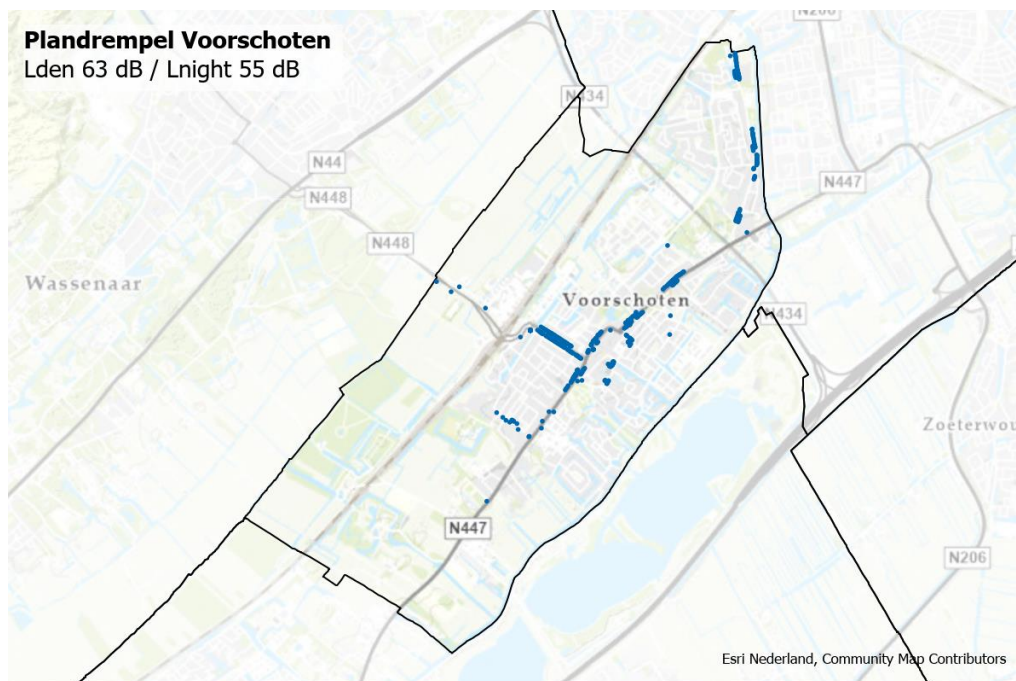 Plandrempel Voorschoten
Lden 63 dB / Lnight 55 dB
N206
N434
N44
N447
N448
N448
Wassenaar
Voorschoten
N434
Zoeterwou
N447
N206
Esri Nederland, Community Map Contributors